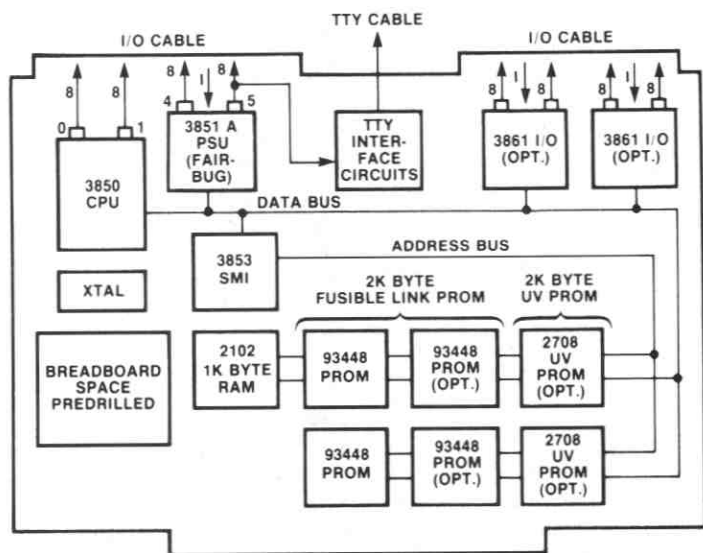 TTY CABLE
I/O CABLE
I/O CABLE
8
8
8
I
8
8
I
8
8
I
8
0
1
4
5
3850
CPU
3851 A
PSU
(FAIR-
BUG)
TTY
INTER-
FACE
CIRCUITS
3861 I/O
(OPT.)
3861 I/O
(OPT.)
DATA BUS
3853
SMI
ADDRESS BUS
XTAL
2K BYTE
FUSIBLE LINK PROM
2K BYTE
UV PROM
BREADBOARD
SPACE
PREDRILLED
2102
1K BYTE
RAM
93448
PROM
93448
PROM
(OPT.)
2708
UV
PROM
(OPT.)
93448
PROM
93448
PROM
(OPT.)
2708
UV
PROM
(OPT.)